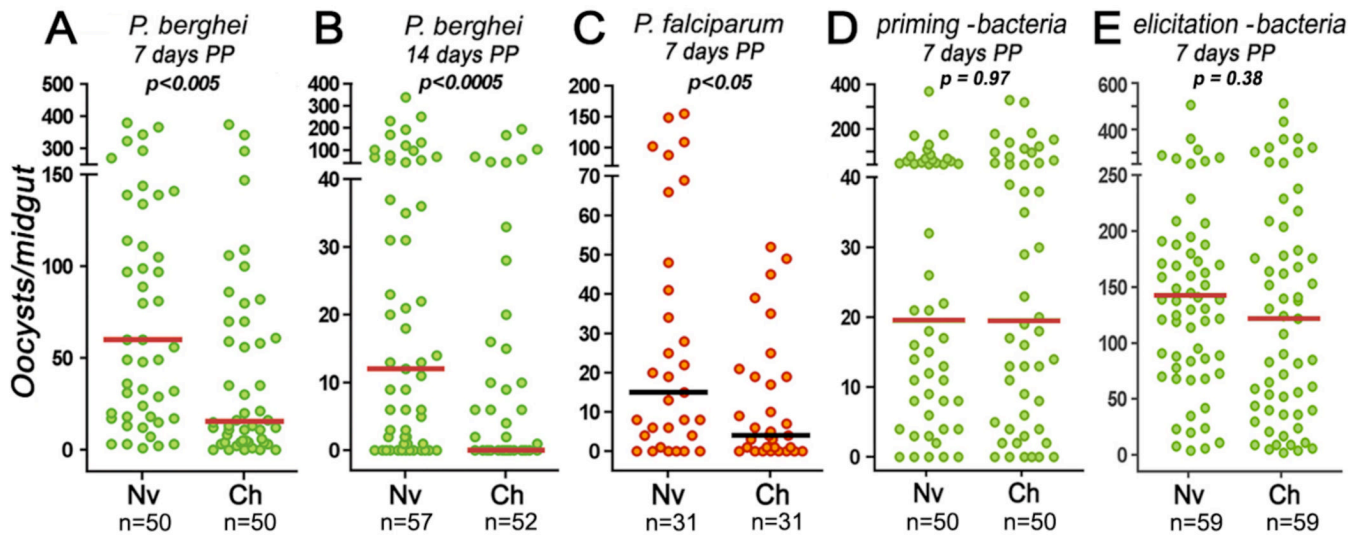 A
P. berghei
7 days PP
p<0.005
500
400
300
200
150
100
50
0
Nv
Ch
n=50
n=50
B
P. berghei
14 days PP
p<0.0005
400
300
200
100
40
30
20
10
0
Nv
Ch
n=57
n=52
C
P. falciparum
7 days PP
p<0.05
200
150
100
70
60
50
40
30
20
10
0
Nv
Ch
n=31
n=31
D
priming -bacteria
7 days PP
p = 0.97
400
200
40
30
20
10
0
Nv
Ch
n=50
n=50
E
elicitation -bacteria
7 days PP
p = 0.38
600
400
250
200
150
100
50
0
Nv
Ch
n=59
n=59
Oocysts/midgut